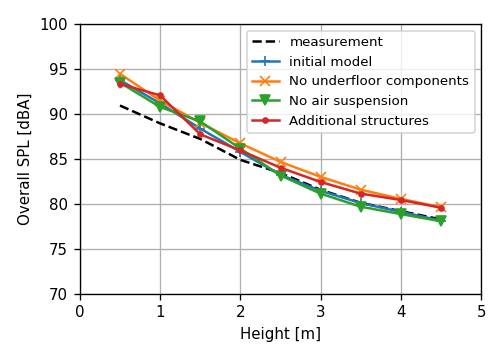 Overall SPL [dBA]
100
95
90
85
80
75
70
0
1
2
3
4
5
Height [m]
measurement
initial model
No underfloor components
No air suspension
Additional structures